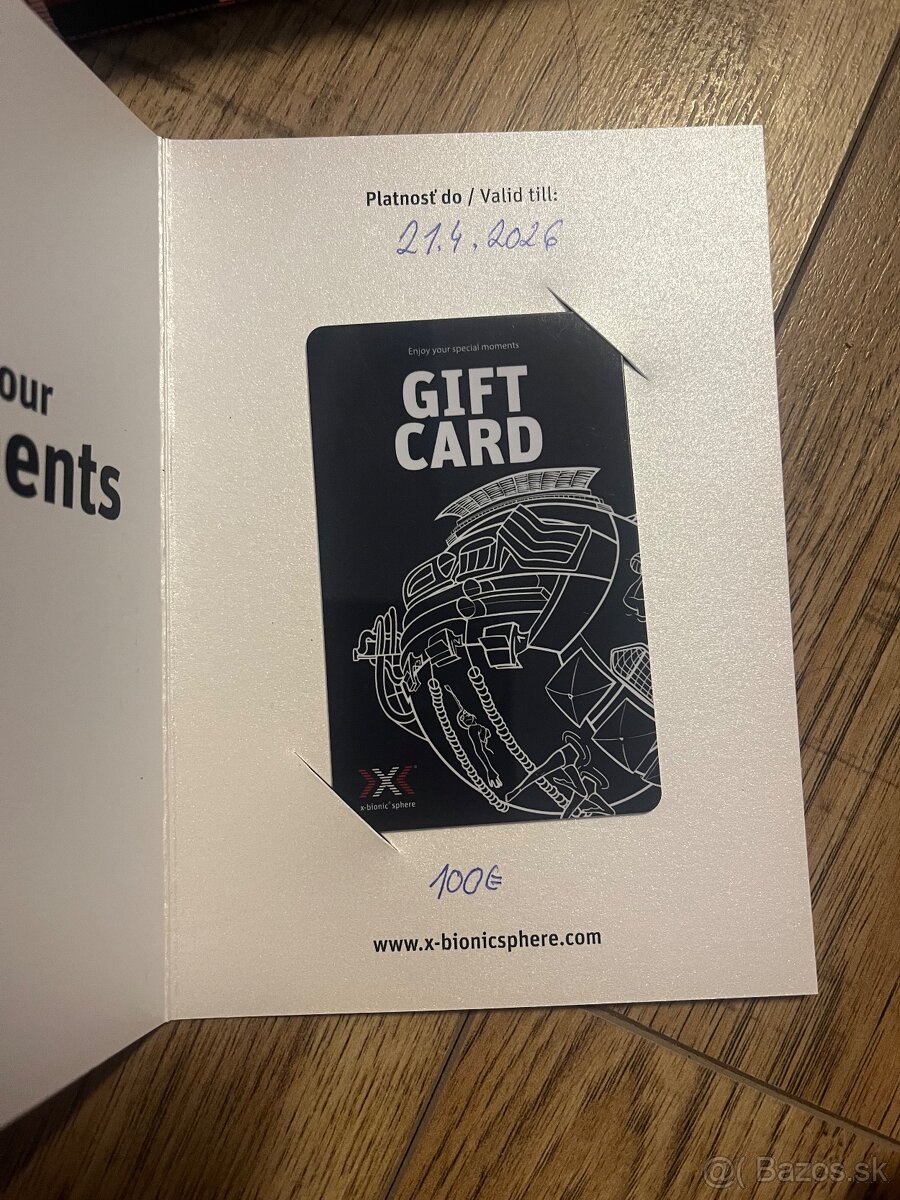 our
ents
Platnosť do / Valid till:
21.4.2026
Enjoy your special moments
GIFT
CARD
x-bionic® sphere
100€
www.x-bionicsphere.com
@( Bazos.sk